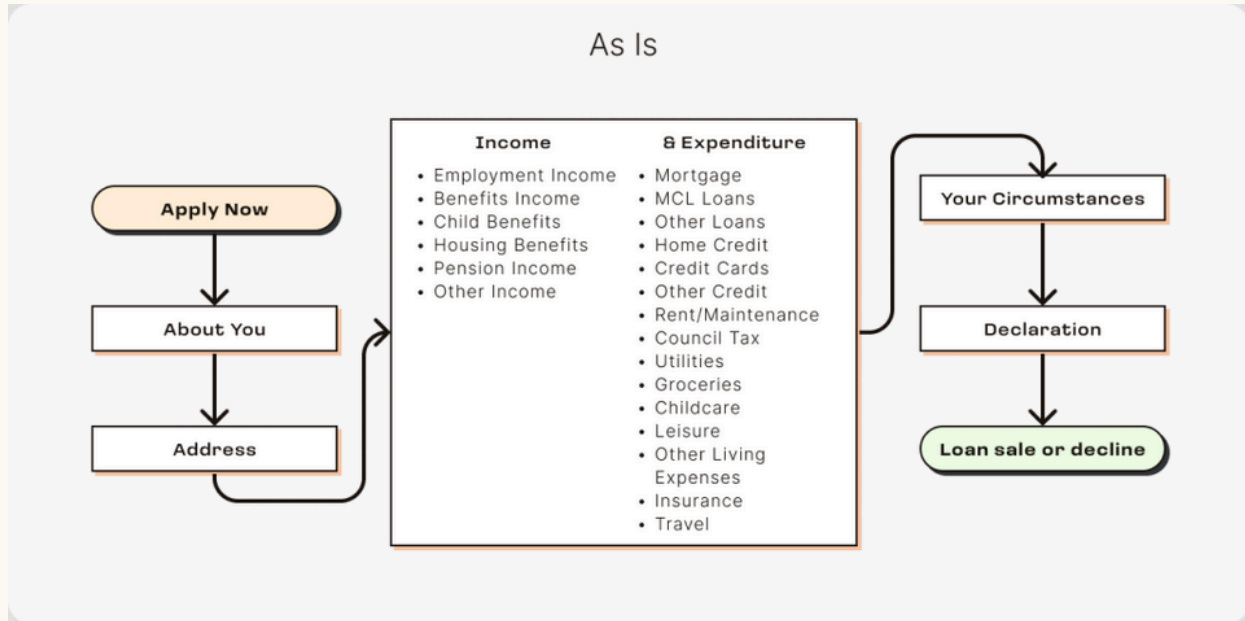 As Is
Apply Now
About You
Address
Income
• Employment Income
• Benefits Income
• Child Benefits
• Housing Benefits
• Pension Income
• Other Income
& Expenditure
• Mortgage
• MCL Loans
• Other Loans
• Home Credit
• Credit Cards
• Other Credit
• Rent/Maintenance
• Council Tax
• Utilities
• Groceries
• Childcare
• Leisure
• Other Living
Expenses
• Insurance
• Travel
Your Circumstances
Declaration
Loan sale or decline